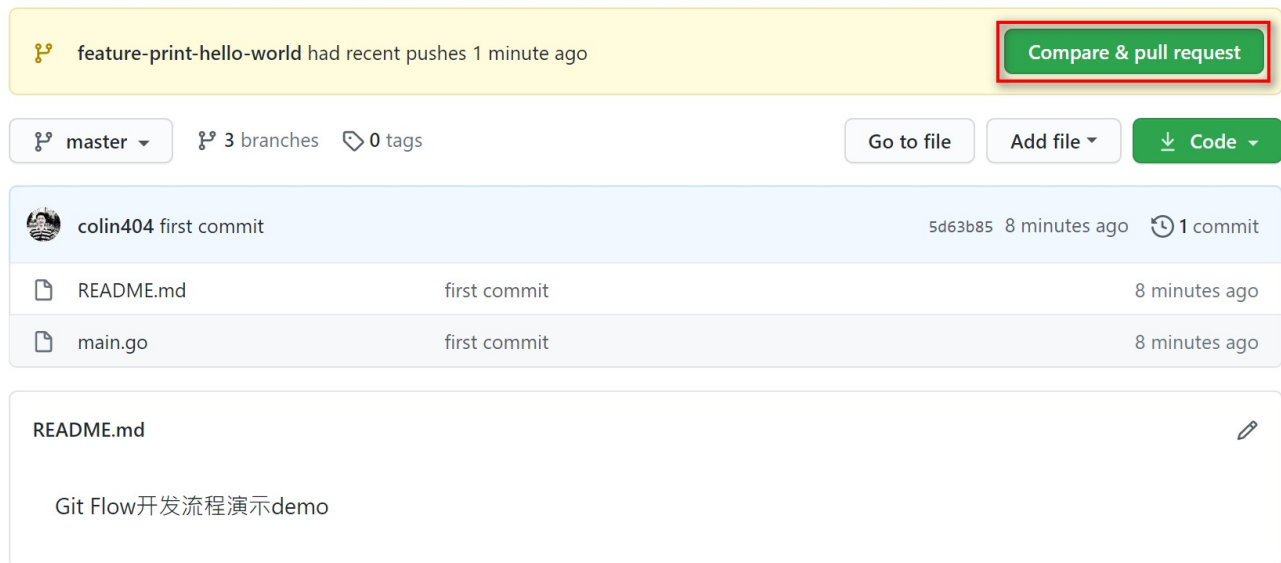 feature-print-hello-world had recent pushes 1 minute ago Compare & pull request
master 3 branches 0 tags Go to file Add file Code
colin404 first commit 5d63b85 8 minutes ago 1 commit
README.md first commit 8 minutes ago
main.go first commit 8 minutes ago
README.md
Git Flow开发流程演示demo